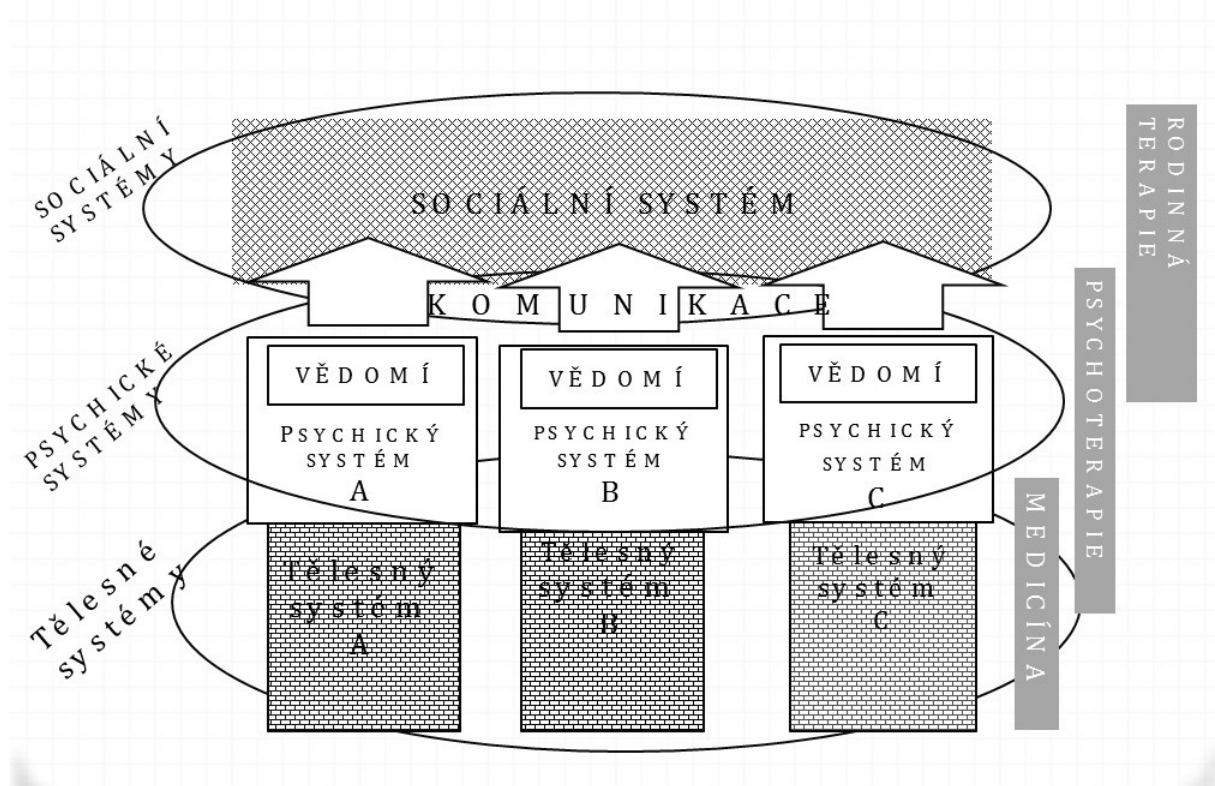 SOCIÁLNÍ
SYSTÉMY
SOCIÁLNÍ SYSTÉM
RODINNÁ
TERAPIE
KOMUNIKACE
PSYCHICKÉ
SYSTÉMY
VĚDOMÍ
PSYCHICKÝ
SYSTÉM
A
VĚDOMÍ
PSYCHICKÝ
SYSTÉM
B
VĚDOMÍ
PSYCHICKÝ
SYSTÉM
C
PSYCHOTERAPIE
Tělesné
systémy
Tělesný
systém
A
Tělesný
systém
B
Tělesný
systém
C
MEDICÍNA